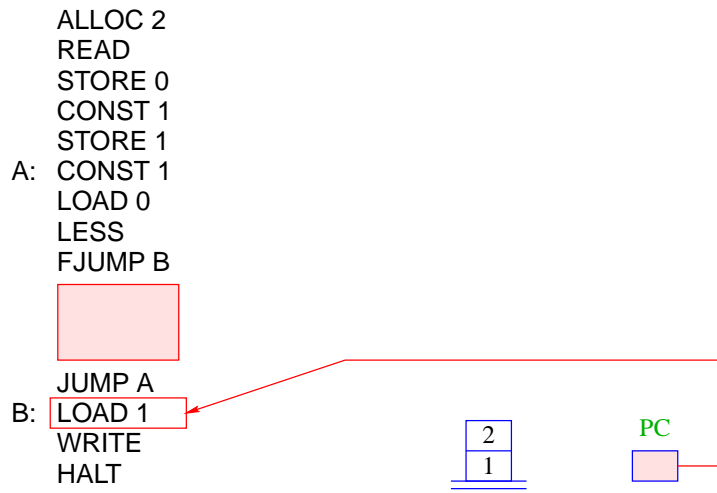 ALLOC 2
READ
STORE 0
CONST 1
STORE 1
A: CONST 1
LOAD 0
LESS
FJUMP B
JUMP A
B: LOAD 1
WRITE
HALT
2
1
PC